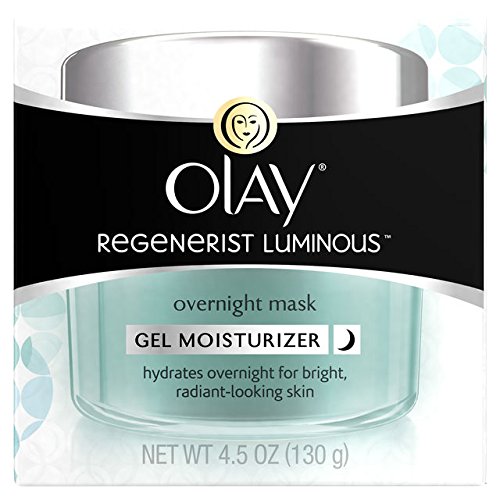 OLAY®
REGENERIST LUMINOUS™
overnight mask
GEL MOISTURIZER
hydrates overnight for bright,
radiant-looking skin
NET WT 4.5 OZ (130 g)